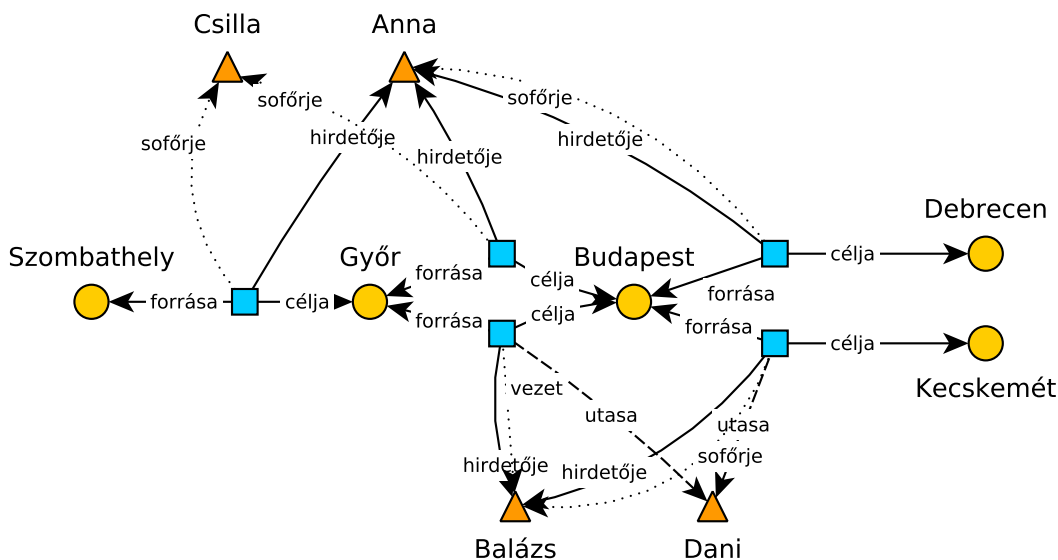 Csilla
Anna
sofőrje
sofőrje
sofőrje
hirdetője
hirdetője
hirdetője
Debrecen
Szombathely
Győr
Budapest
célja
forrása
célja
forrása
célja
forrása
célja
forrása
forrása
célja
Kecskemét
vezet
utasa
utasa
sofőrje
hirdetője
hirdetője
Balázs
Dani